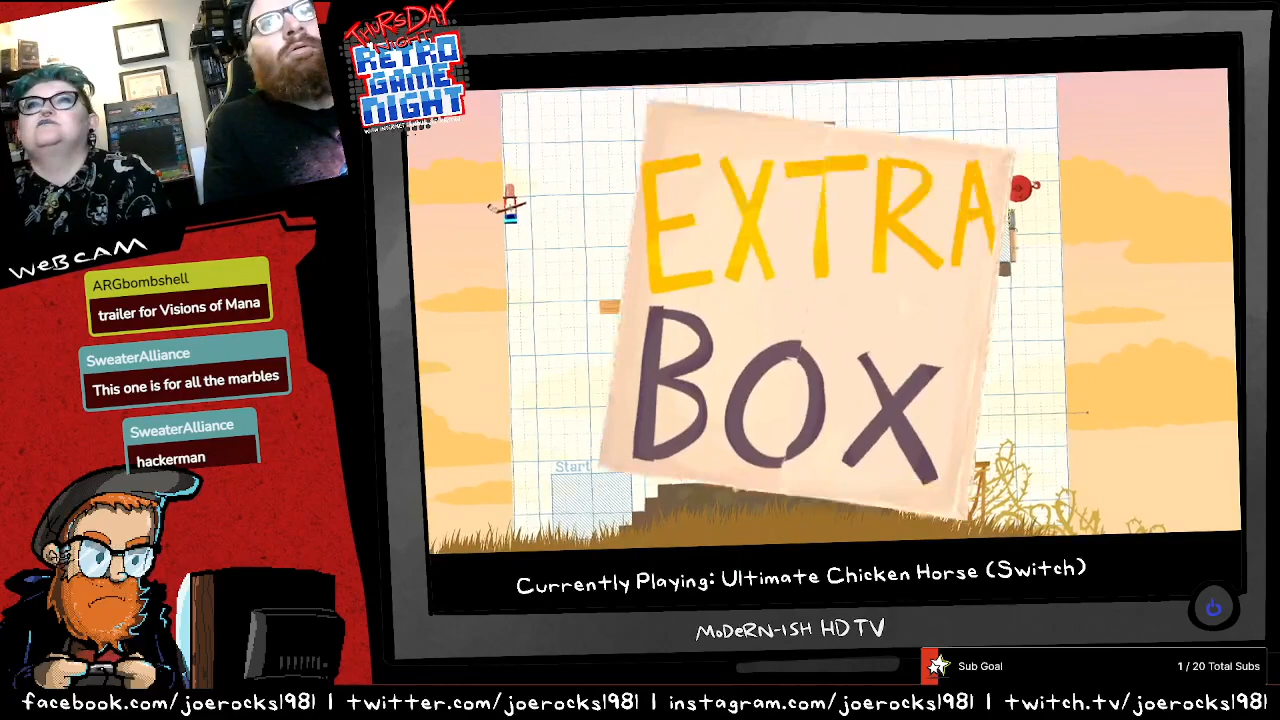 THURSDAY
NIGHT
RETRO
GAME
NIGHT
WEBCAM
ARGbombshell
trailer for Visions of Mana
SweaterAlliance
This one is for all the marbles
SweaterAlliance
hackerman
EXTRA
BOX
Start
Currently Playing: Ultimate Chicken Horse (Switch)
MODERN-ISH HDTV
Sub Goal
1 / 20 Total Subs
facebook.com/joerocks1981 | twitter.com/joerocks1981 | instagram.com/joerocks1981 | twitch.tv/joerocks1981